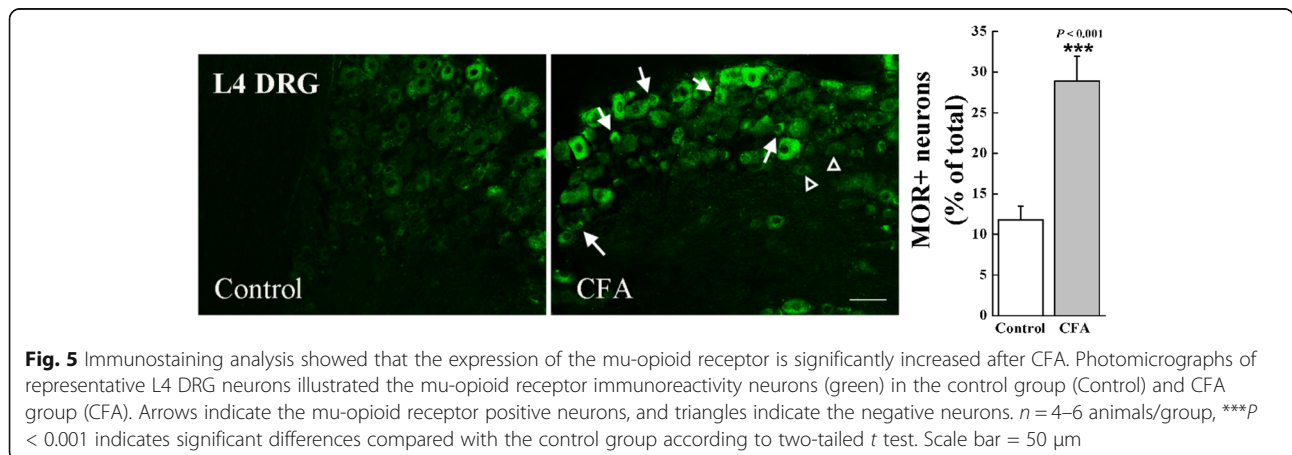 L4 DRG
Control
CFA
MOR+ neurons
(% of total)
35
30
25
20
15
10
5
0
P < 0.001
***
Control
CFA
Fig. 5 Immunostaining analysis showed that the expression of the mu-opioid receptor is significantly increased after CFA. Photomicrographs of
representative L4 DRG neurons illustrated the mu-opioid receptor immunoreactivity neurons (green) in the control group (Control) and CFA
group (CFA). Arrows indicate the mu-opioid receptor positive neurons, and triangles indicate the negative neurons. n = 4–6 animals/group, ***P
< 0.001 indicates significant differences compared with the control group according to two-tailed t test. Scale bar = 50 μm